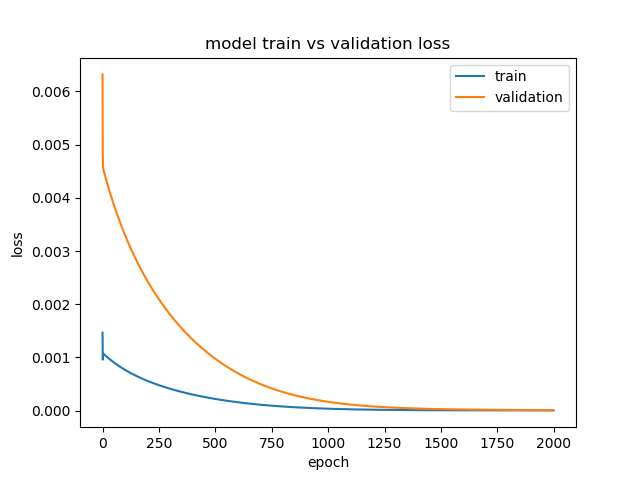 model train vs validation loss
train
validation
0.006
0.005
0.004
0.003
0.002
0.001
0.000
loss
0 250 500 750 1000 1250 1500 1750 2000
epoch